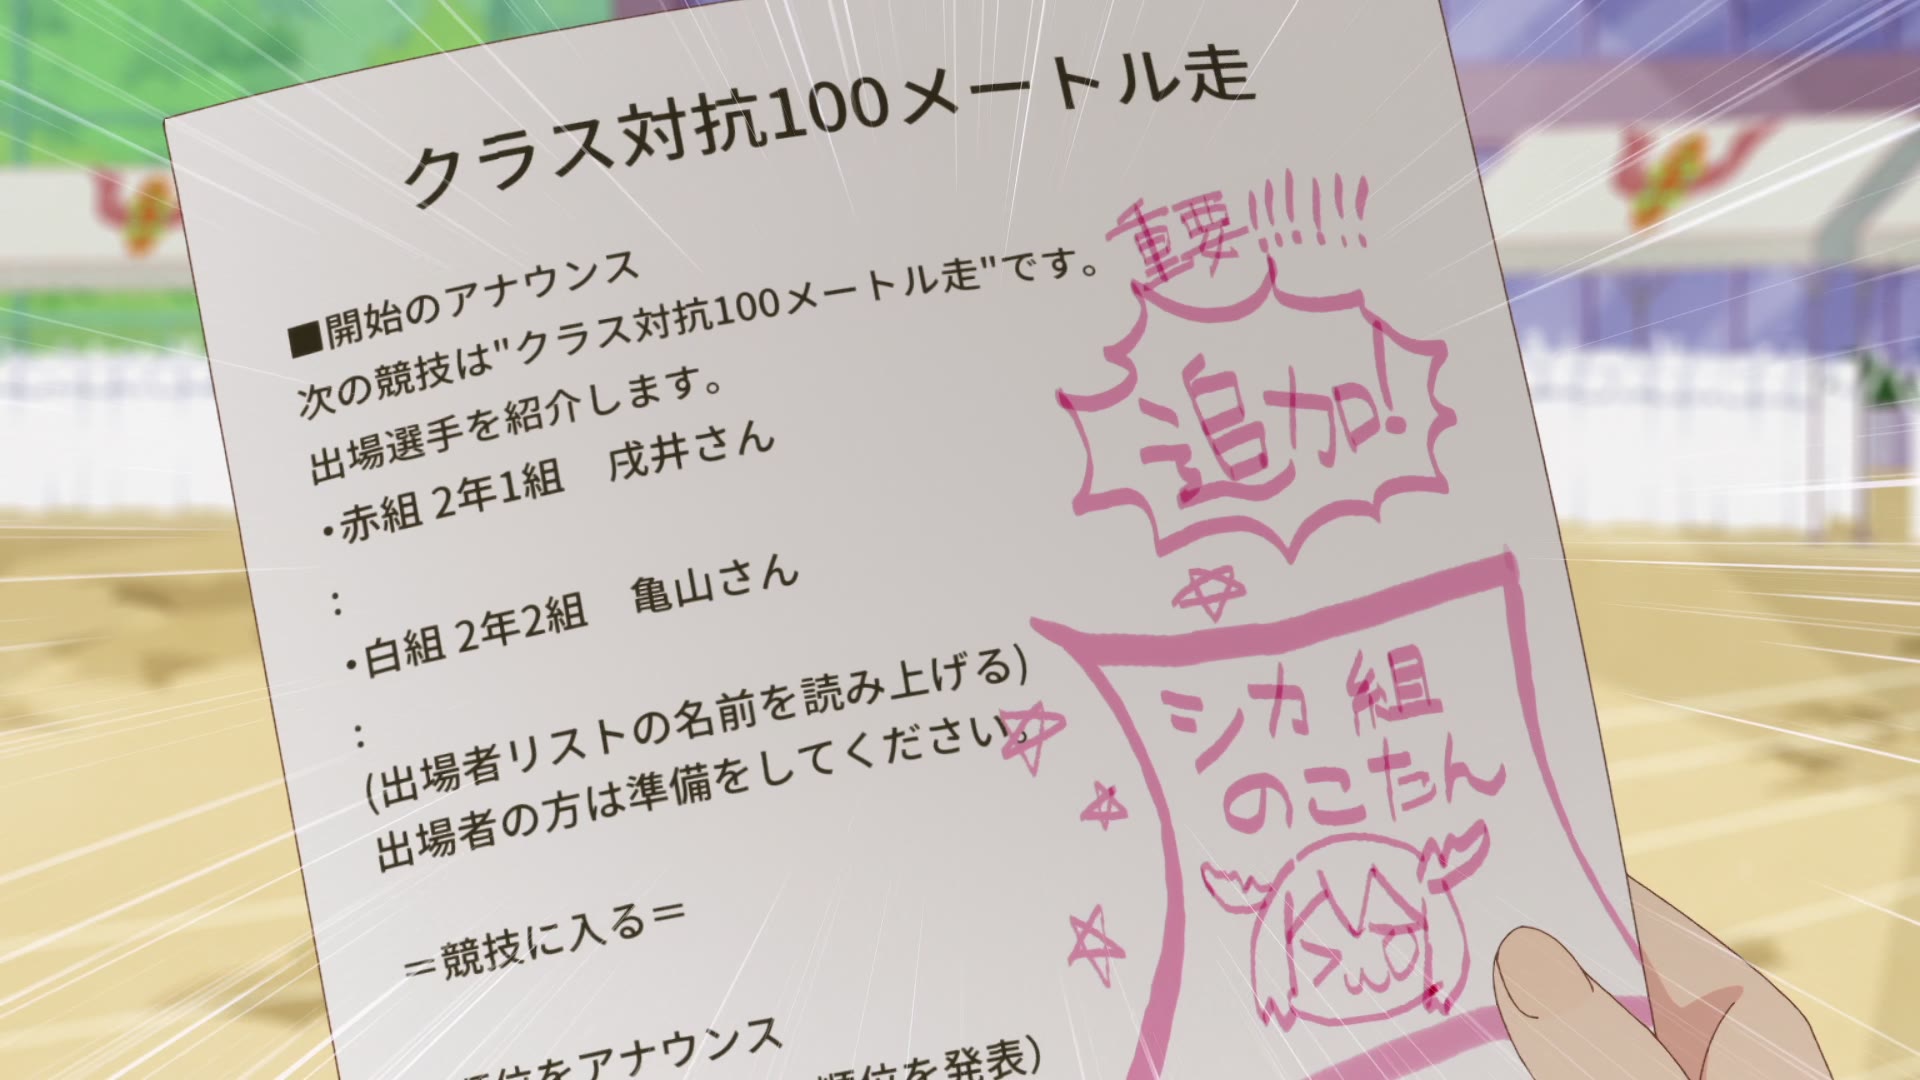 クラス対抗100メートル走
■開始のアナウンス
次の競技は"クラス対抗100メートル走"です。
出場選手を紹介します。
・赤組 2年1組　戌井さん
:
・白組 2年2組　亀山さん
:
(出場者リストの名前を読み上げる)
出場者の方は準備をしてください。
=競技に入る=
順位をアナウンス
順位を発表)
重要!!!!!!
追加!
シカ組
のこたん